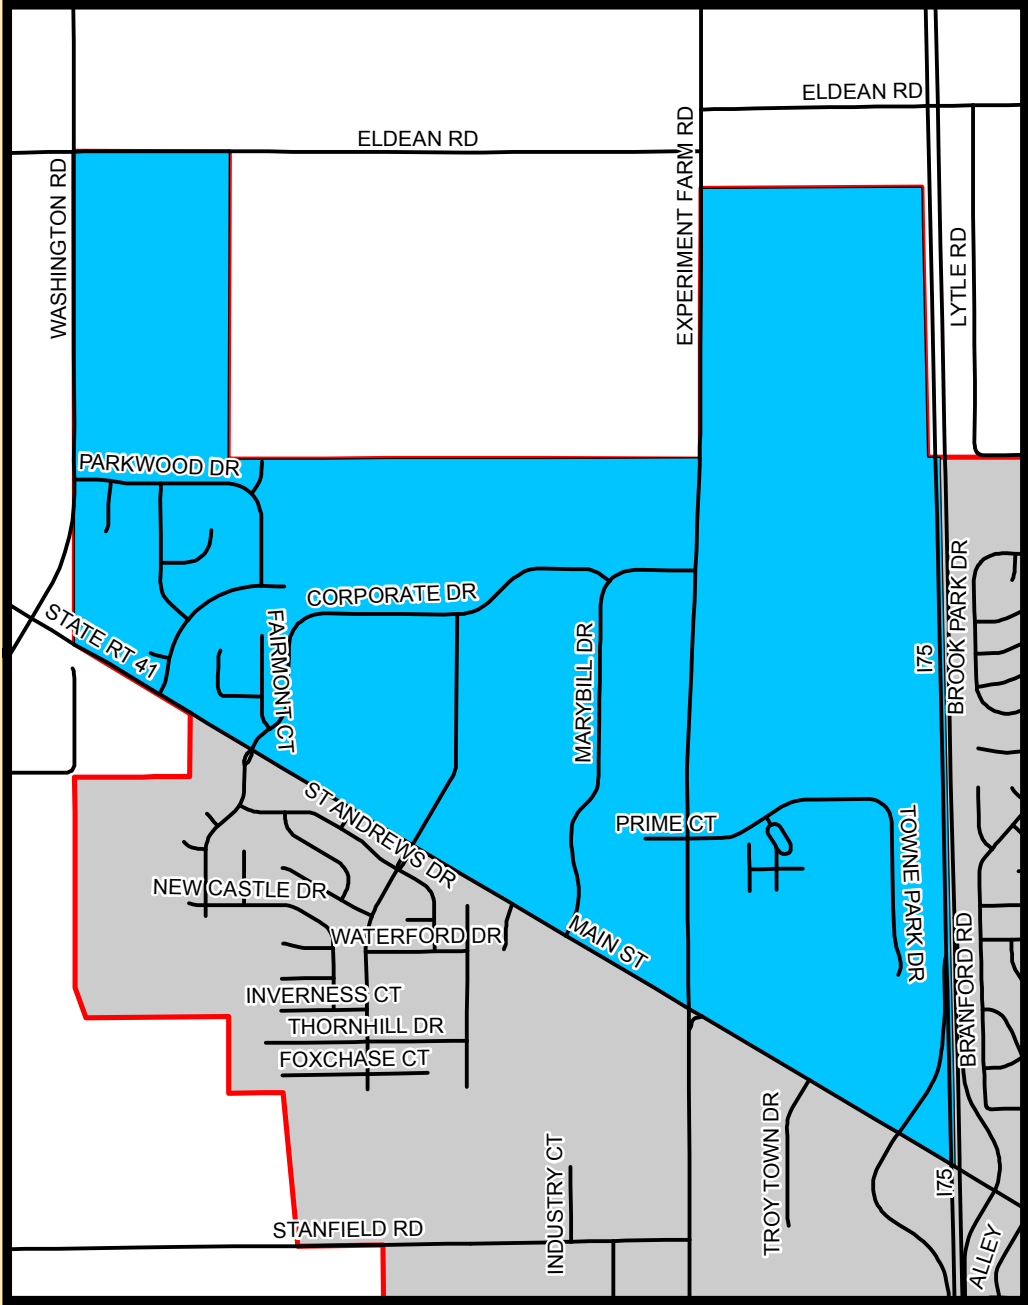 ELDEAN RD
ELDEAN RD
WASHINGTON RD
EXPERIMENT FARM RD
LYTLE RD
PARKWOOD DR
CORPORATE DR
STATE RT 41
FAIRMONT CT
MARYBILL DR
I75
BROOK PARK DR
ST ANDREWS DR
PRIME CT
TOWNE PARK DR
NEW CASTLE DR
WATERFORD DR
MAIN ST
BRANFORD RD
INVERNESS CT
THORNHILL DR
FOXCHASE CT
TROY TOWN DR
INDUSTRY CT
I75
STANFIELD RD
ALLEY